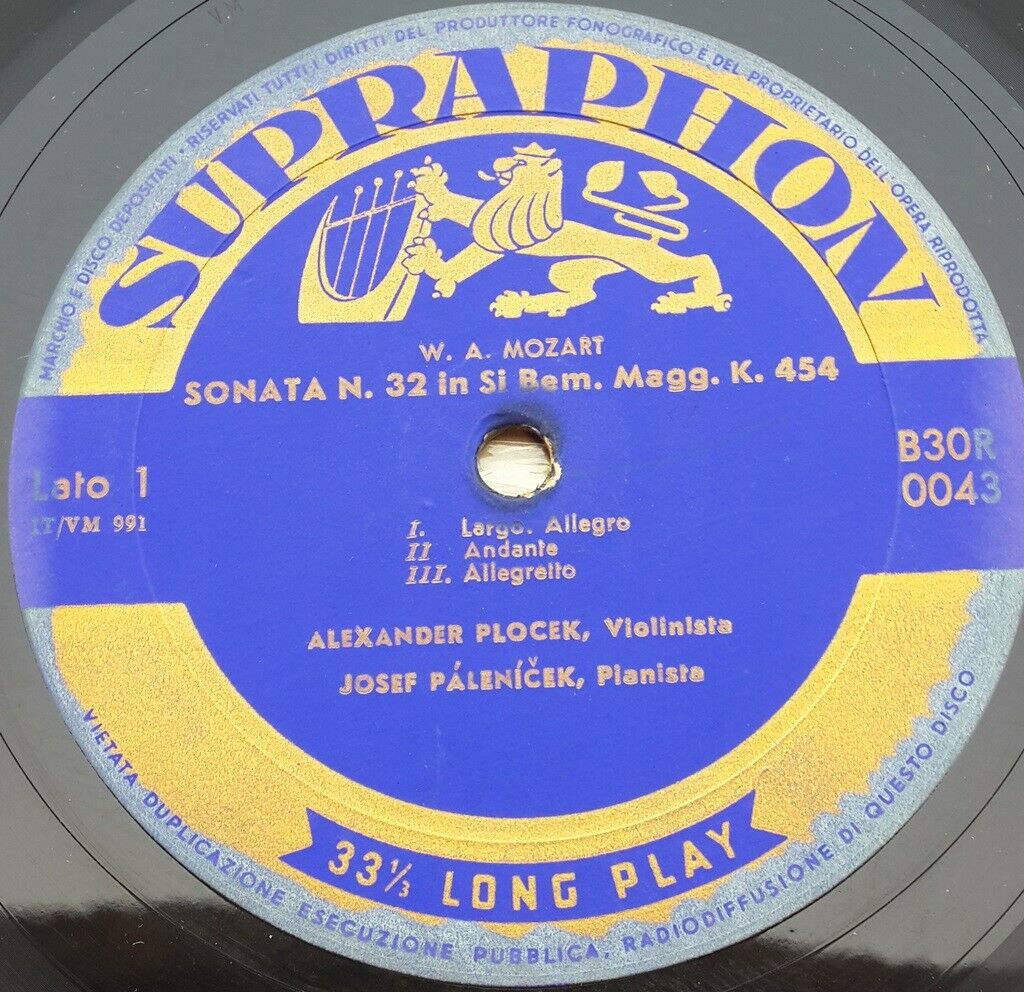 V.M
MARCHIO E DISCO DEPOSITATI - RISERVATI TUTTI I DIRITTI DEL PRODUTTORE FONOGRAFICO E DEL PROPRIETARIO DELL'OPERA RIPRODOTTA
SUPRAPHON
W. A. MOZART
SONATA N. 32 in Si Bem. Magg. K. 454
Lato 1
IT/VM 991
B30R
0043
I. Largo. Allegro
II Andante
III. Allegretto
ALEXANDER PLOCEK, Violinista
JOSEF PÁLENÍČEK, Pianista
33⅓ LONG PLAY
VIETATA DUPLICAZIONE ESECUZIONE PUBBLICA, RADIODIFFUSIONE DI QUESTO DISCO